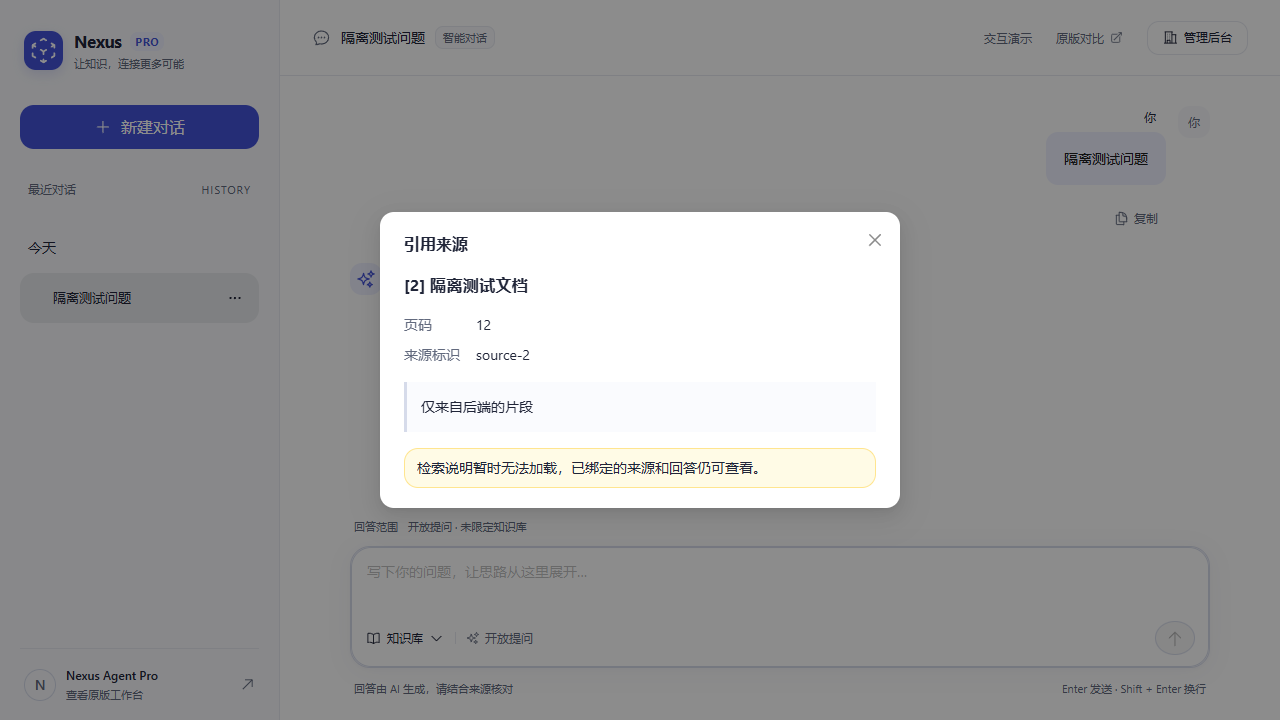 Nexus PRO
让知识，连接更多可能
新建对话
最近对话 HISTORY
今天
隔离测试问题 ···
Nexus Agent Pro
查看原版工作台
N
隔离测试问题 智能对话
交互演示 原版对比 管理后台
你 你
隔离测试问题
复制
引用来源
[2] 隔离测试文档
页码 12
来源标识 source-2
仅来自后端的片段
检索说明暂时无法加载，已绑定的来源和回答仍可查看。
回答范围 开放提问 · 未限定知识库
写下你的问题，让思路从这里展开...
知识库 开放提问
回答由 AI 生成，请结合来源核对 Enter 发送 · Shift + Enter 换行